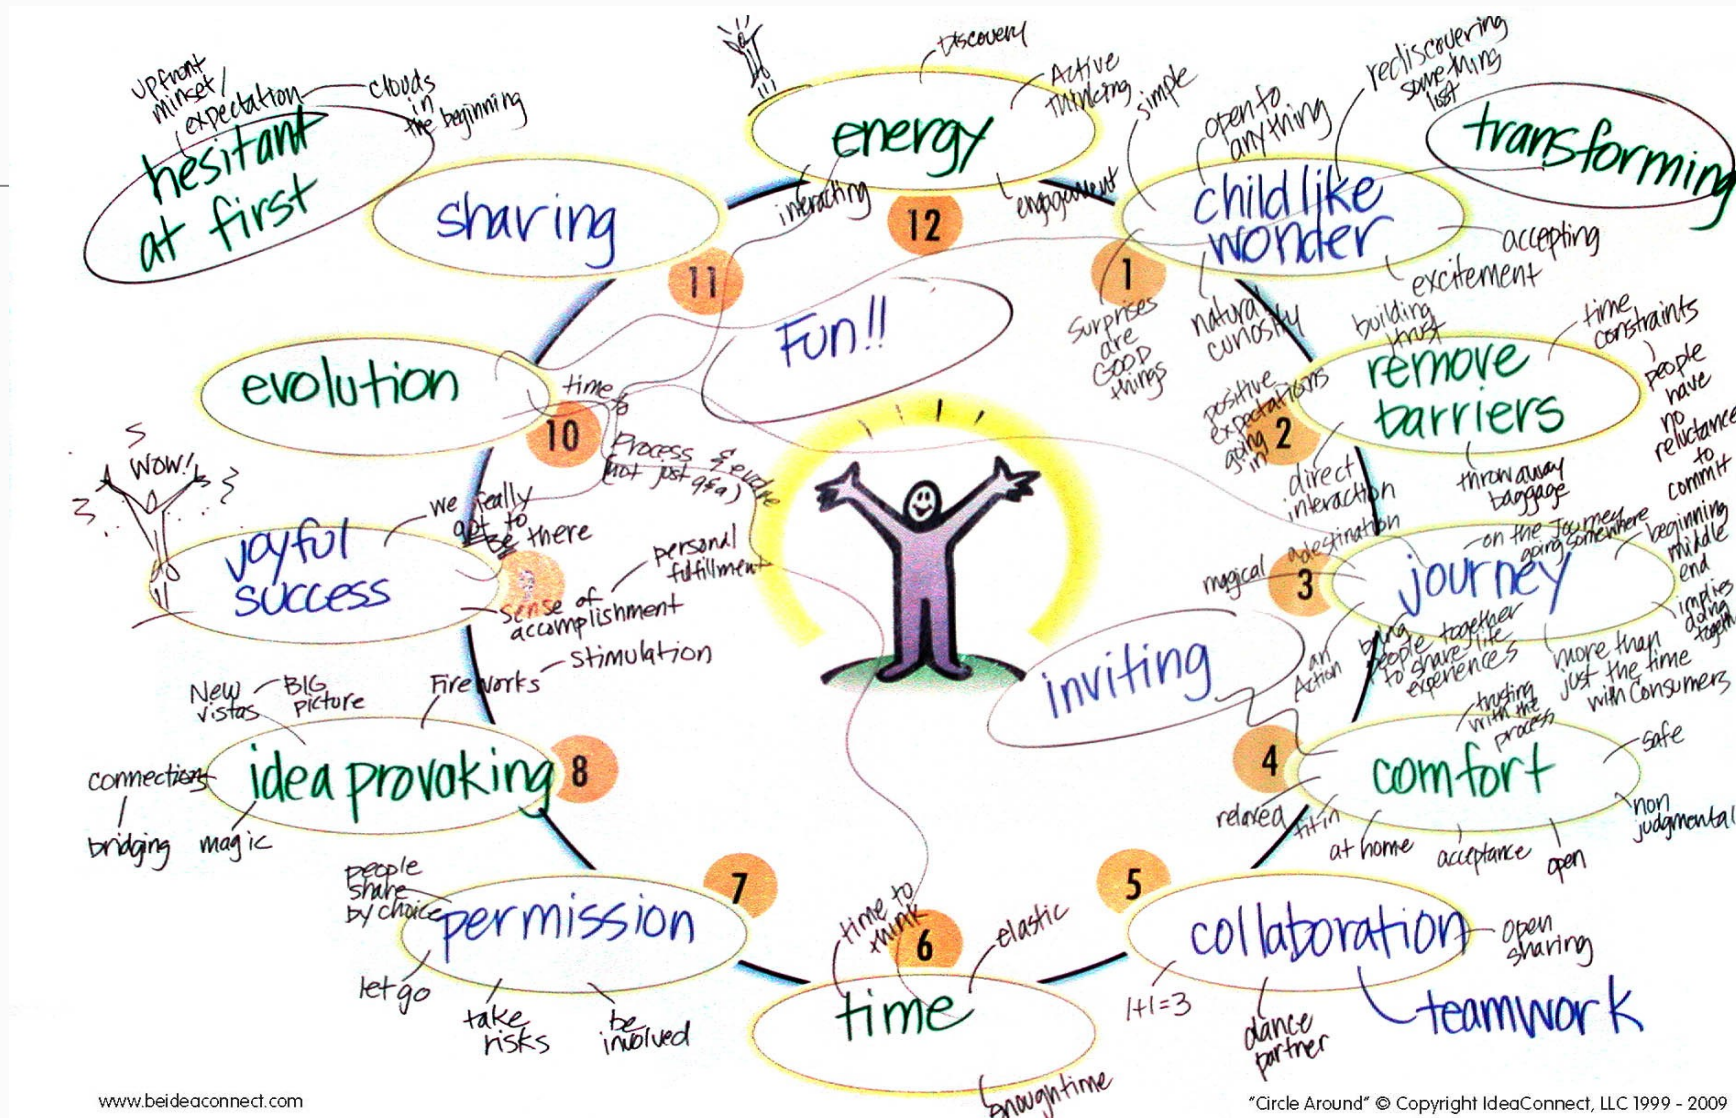 upfront
minset/
expectation
clouds
in
the beginning
hesitant
at first
sharing
11
Discovery
Active
thinking
energy
interacting
engagement
12
simple
open to
anything
rediscovering
something
lost
transforming
child like
wonder
1
accepting
excitement
natural
curiosity
Surprises
are
GOOD
things
Fun!!
evolution
10
time
to
Process & evolve
(not just q&a)
building
trust
time
constraints
people
have
no
reluctance
to
commit
remove
barriers
2
positive
expectations
going
in
direct
interaction
throw away
baggage
WOW!
joyful
success
we really
got to
be there
sense of
accomplishment
personal
fulfillment
on the Journey
going somewhere
beginning
middle
end
implies
doing
together
journey
3
magical
a destination
an
Action
bring
people together
to share life
experiences
more than
just the time
with consumers
inviting
New
vistas
BIG
picture
Fireworks
stimulation
idea provoking
8
connections
bridging
magic
trusting
with the
process
safe
comfort
4
relaxed
fit in
at home
acceptance
open
non
judgmental
people
share
by choice
permission
7
let go
take
risks
be
involved
time to
think
elastic
6
time
enough time
5
collaboration
open
sharing
1+1=3
dance
partner
teamwork
www.beideaconnect.com
"Circle Around" © Copyright IdeaConnect, LLC 1999 - 2009